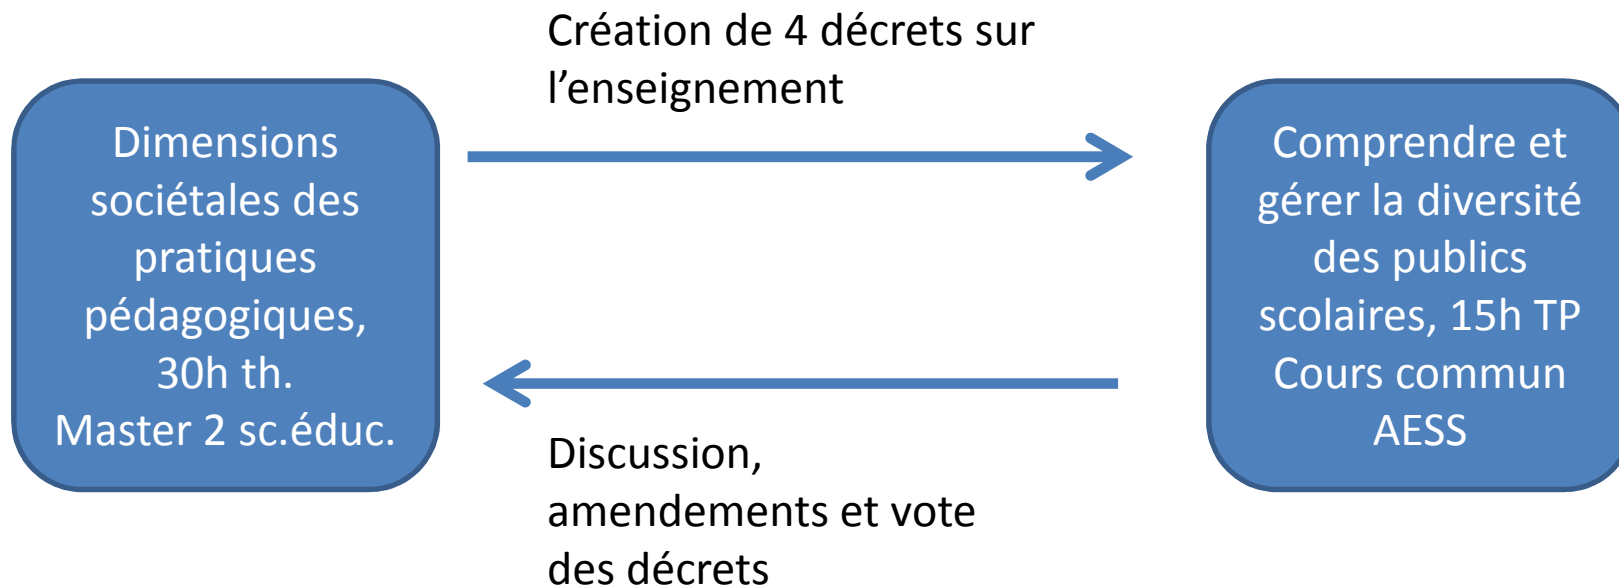 Création de 4 décrets sur
l’enseignement
Dimensions
sociétales des
pratiques
pédagogiques,
30h th.
Master 2 sc.éduc.
Comprendre et
gérer la diversité
des publics
scolaires, 15h TP
Cours commun
AESS
Discussion,
amendements et vote
des décrets